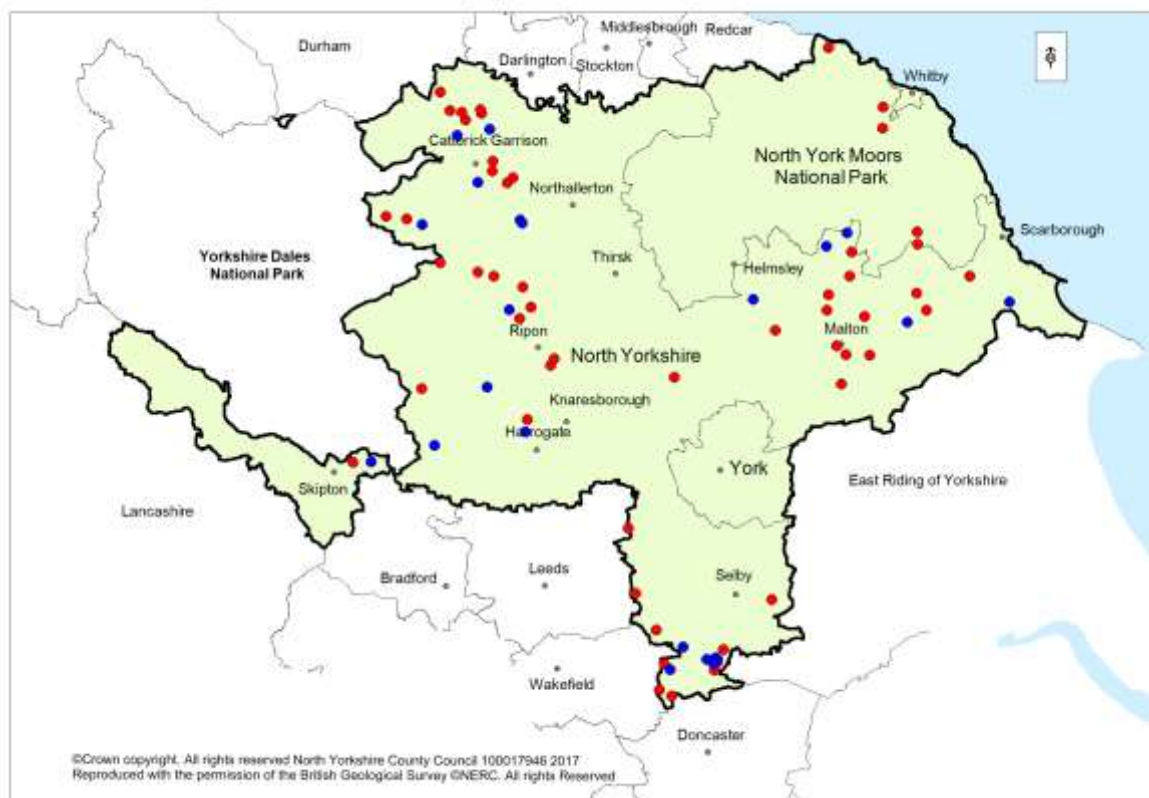 Durham
Darlington
Middlesbrough
Stockton
Redcar
Whitby
Catterick Garrison
North York Moors
National Park
Northallerton
Scarborough
Yorkshire Dales
National Park
Thirsk
Helmsley
Ripon
North Yorkshire
Malton
Knaresborough
Harrogate
York
Skipton
East Riding of Yorkshire
Lancashire
Bradford
Leeds
Selby
Wakefield
Doncaster
©Crown copyright. All rights reserved North Yorkshire County Council 100017946 2017
Reproduced with the permission of the British Geological Survey ©NERC. All rights Reserved